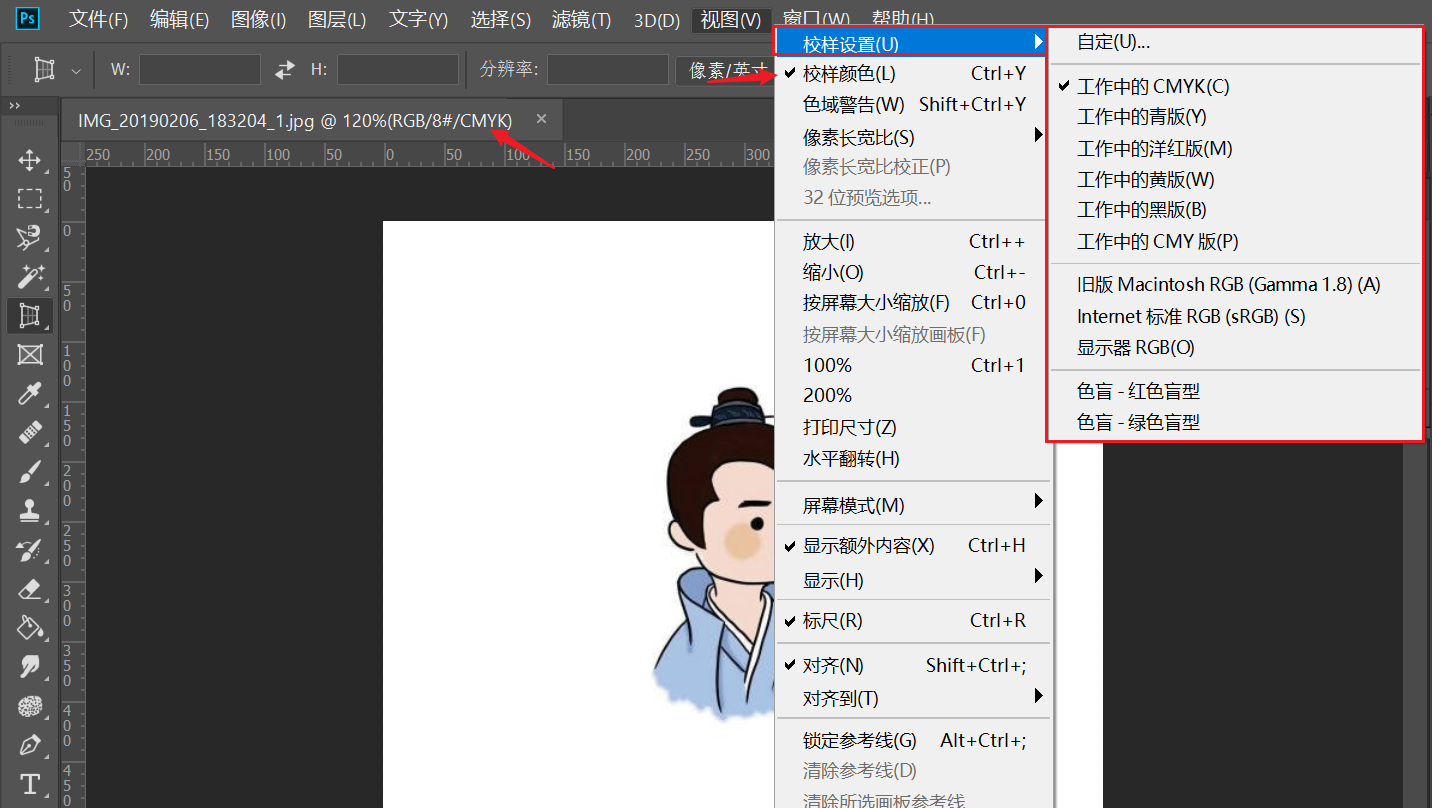 Ps 文件(F) 编辑(E) 图像(I) 图层(L) 文字(Y) 选择(S) 滤镜(T) 3D(D) 视图(V) 窗口(W) 帮助(H)
W: H: 分辨率: 像素/英寸
IMG_20190206_183204_1.jpg @ 120%(RGB/8#/CMYK) ×
250 200 150 100 50 0 50 100 150 200 250 300
50
0
50
100
150
200
250
300
350
400
450
T
校样设置(U)
校样颜色(L) Ctrl+Y
色域警告(W) Shift+Ctrl+Y
像素长宽比(S)
像素长宽比校正(P)
32 位预览选项...
放大(I) Ctrl++
缩小(O) Ctrl+-
按屏幕大小缩放(F) Ctrl+0
按屏幕大小缩放画板(F)
100% Ctrl+1
200%
打印尺寸(Z)
水平翻转(H)
屏幕模式(M)
显示额外内容(X) Ctrl+H
显示(H)
标尺(R) Ctrl+R
对齐(N) Shift+Ctrl+;
对齐到(T)
锁定参考线(G) Alt+Ctrl+;
清除参考线(D)
清除所选画板参考线
自定(U)...
工作中的 CMYK(C)
工作中的青版(Y)
工作中的洋红版(M)
工作中的黄版(W)
工作中的黑版(B)
工作中的 CMY 版(P)
旧版 Macintosh RGB (Gamma 1.8) (A)
Internet 标准 RGB (sRGB) (S)
显示器 RGB(O)
色盲 - 红色盲型
色盲 - 绿色盲型